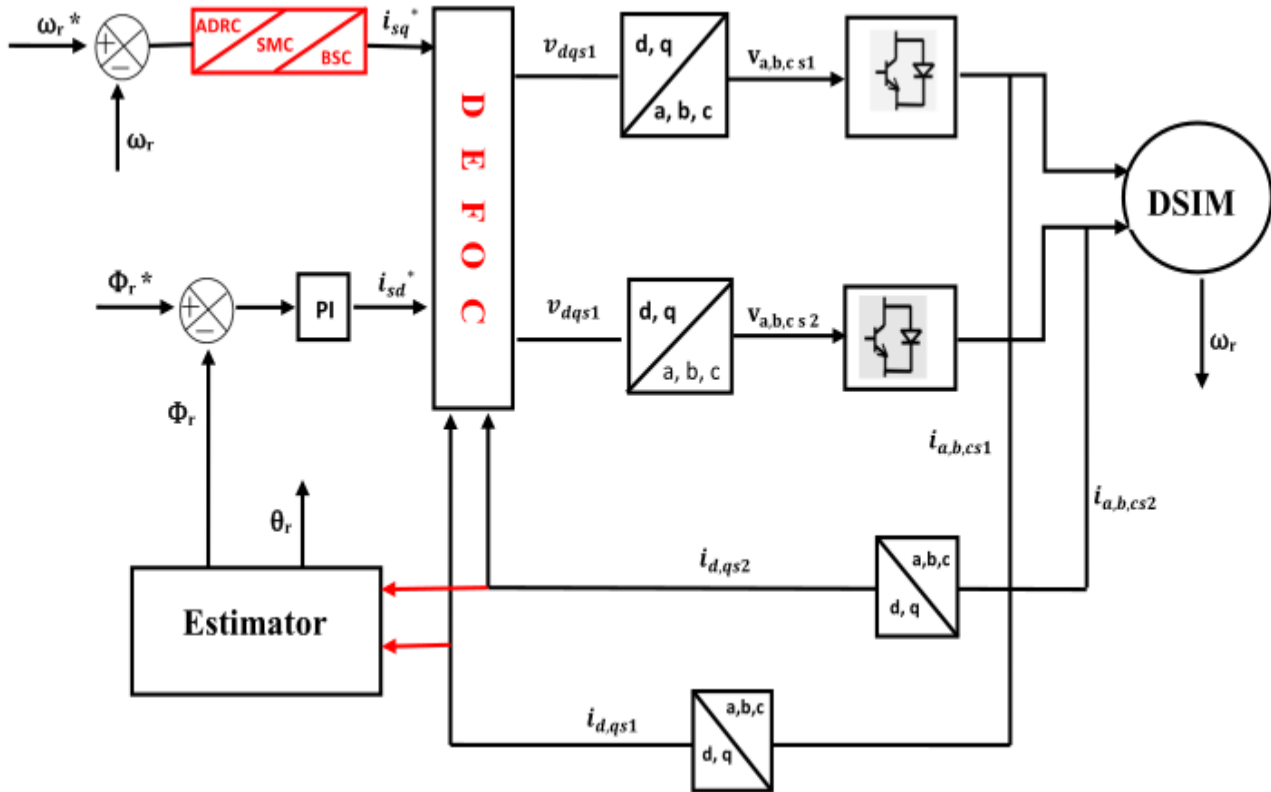 ωr *
+
−
ωr
ADRC
SMC
BSC
isq*
D E F O C
vdqs1
d, q
a, b, c
va,b,c s1
DSIM
ωr
Φr *
+
−
PI
isd*
vdqs1
d, q
a, b, c
va,b,c s 2
Φr
θr
Estimator
ia,b,cs1
ia,b,cs2
id,qs2
a,b,c
d, q
id,qs1
a,b,c
d, q